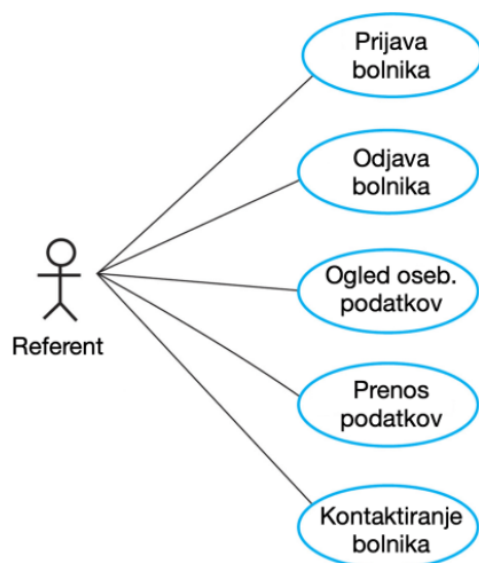 Prijava
bolnika
Odjava
bolnika
Ogled oseb.
podatkov
Referent
Prenos
podatkov
Kontaktiranje
bolnika